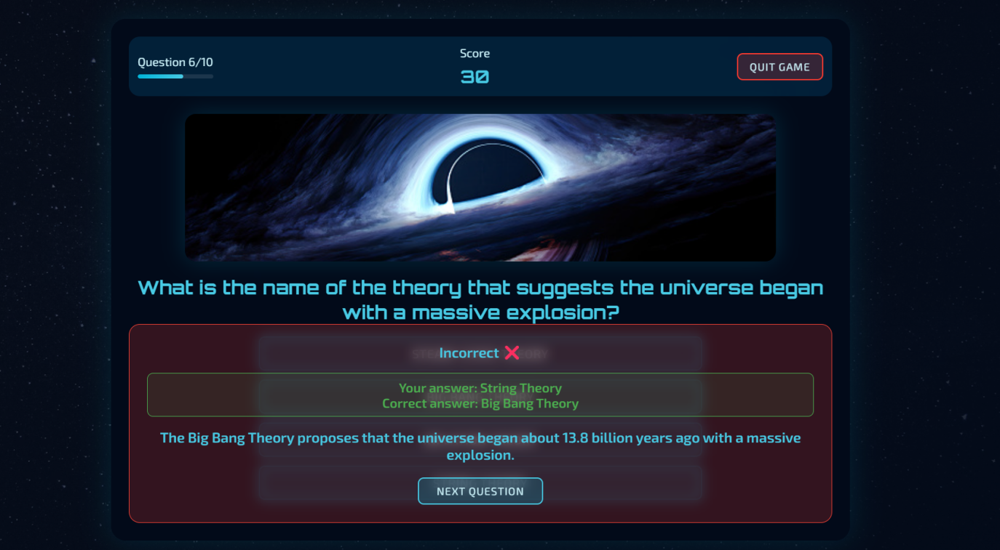 Question 6/10
Score
30
QUIT GAME
What is the name of the theory that suggests the universe began
with a massive explosion?
Incorrect ❌
Your answer: String Theory
Correct answer: Big Bang Theory
The Big Bang Theory proposes that the universe began about 13.8 billion years ago with a massive
explosion.
NEXT QUESTION